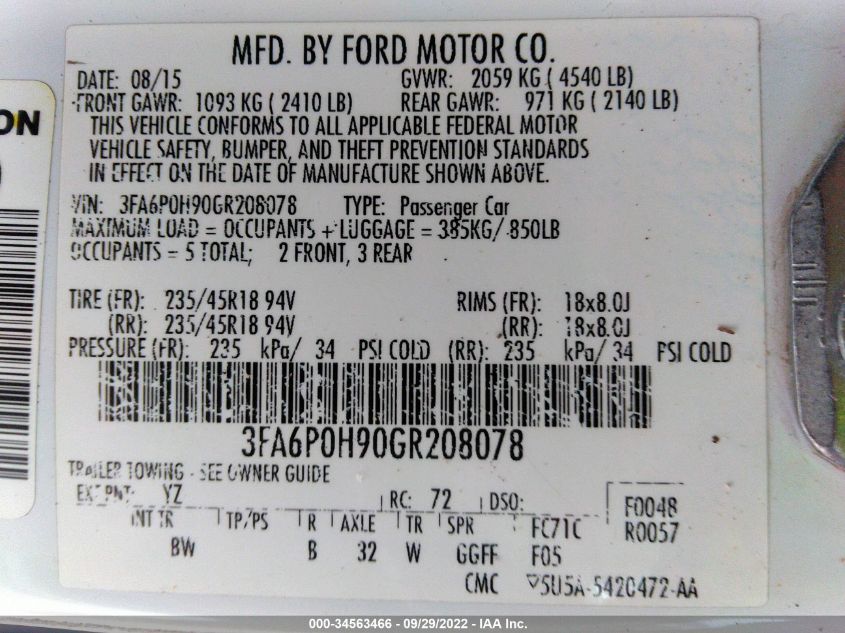 MFD. BY FORD MOTOR CO.
DATE: 08/15 GVWR: 2059 KG ( 4540 LB)
FRONT GAWR: 1093 KG ( 2410 LB) REAR GAWR: 971 KG ( 2140 LB)
THIS VEHICLE CONFORMS TO ALL APPLICABLE FEDERAL MOTOR
VEHICLE SAFETY, BUMPER, AND THEFT PREVENTION STANDARDS
IN EFFECT ON THE DATE OF MANUFACTURE SHOWN ABOVE.
VIN: 3FA6P0H90GR208078 TYPE: Passenger Car
MAXIMUM LOAD = OCCUPANTS + LUGGAGE = 385KG/ 850LB
OCCUPANTS = 5 TOTAL; 2 FRONT, 3 REAR
TIRE (FR): 235/45R18 94V RIMS (FR): 18x8.0J
(RR): 235/45R18 94V (RR): 18x8.0J
PRESSURE (FR): 235 kPa/ 34 PSI COLD (RR): 235 kPa/ 34 PSI COLD
3FA6P0H90GR208078
TRAILER TOWING - SEE OWNER GUIDE
EXT PNT: YZ RC: 72 DSO: F0048
INT TR TP/PS R AXLE TR SPR FC71C R0057
BW B 32 W GGFF F05
CMC 5U5A-5420472-AA
ON
000-34563466 - 09/29/2022 - IAA Inc.